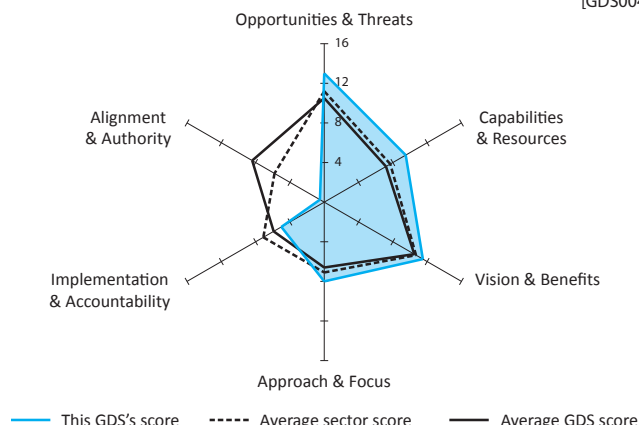 [GDS004
Opportunities & Threats
16
12
8
4
Alignment
& Authority
Capabilities
& Resources
Implementation
& Accountability
Vision & Benefits
Approach & Focus
This GDS's score
Average sector score
Average GDS score